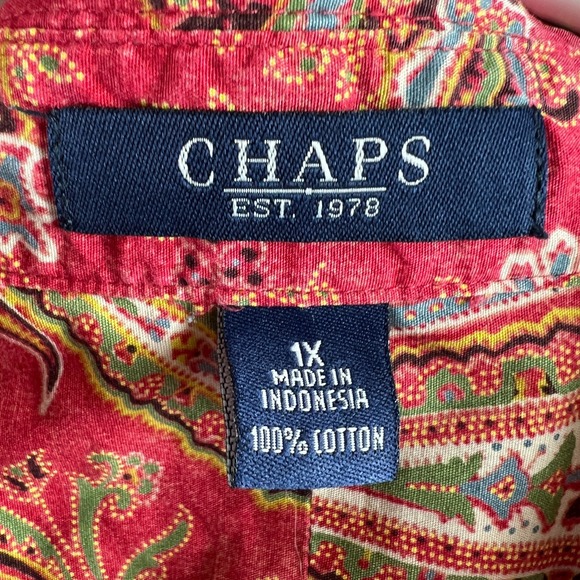 CHAPS
EST. 1978
1X
MADE IN
INDONESIA
100% COTTON